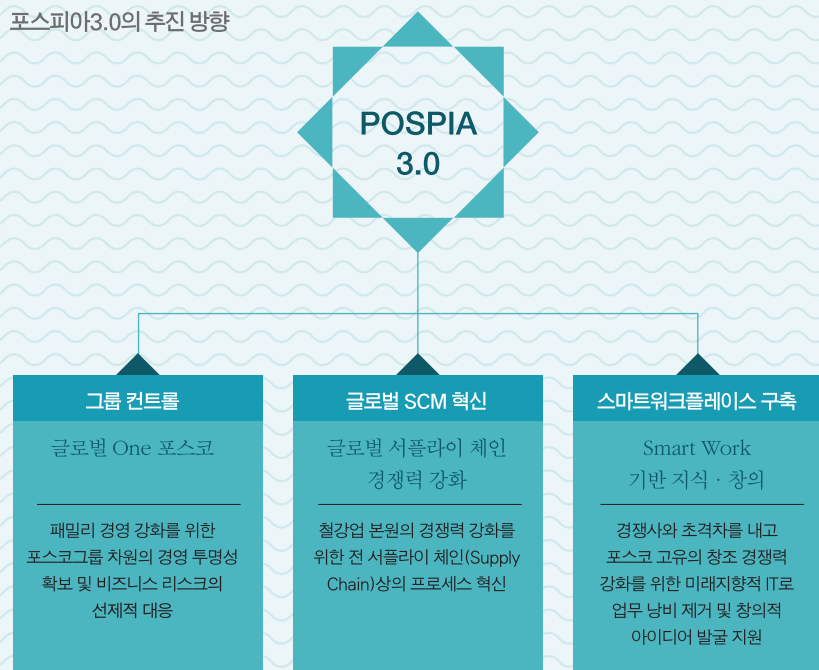 포스피아3.0의 추진 방향
POSPIA
3.0
그룹 컨트롤
글로벌 One 포스코
패밀리 경영 강화를 위한
포스코그룹 차원의 경영 투명성
확보 및 비즈니스 리스크의
선제적 대응
글로벌 SCM 혁신
글로벌 서플라이 체인
경쟁력 강화
철강업 본원의 경쟁력 강화를
위한 전 서플라이 체인(Supply
Chain)상의 프로세스 혁신
스마트워크플레이스 구축
Smart Work
기반 지식 · 창의
경쟁사와 초격차를 내고
포스코 고유의 창조 경쟁력
강화를 위한 미래지향적 IT로
업무 낭비 제거 및 창의적
아이디어 발굴 지원